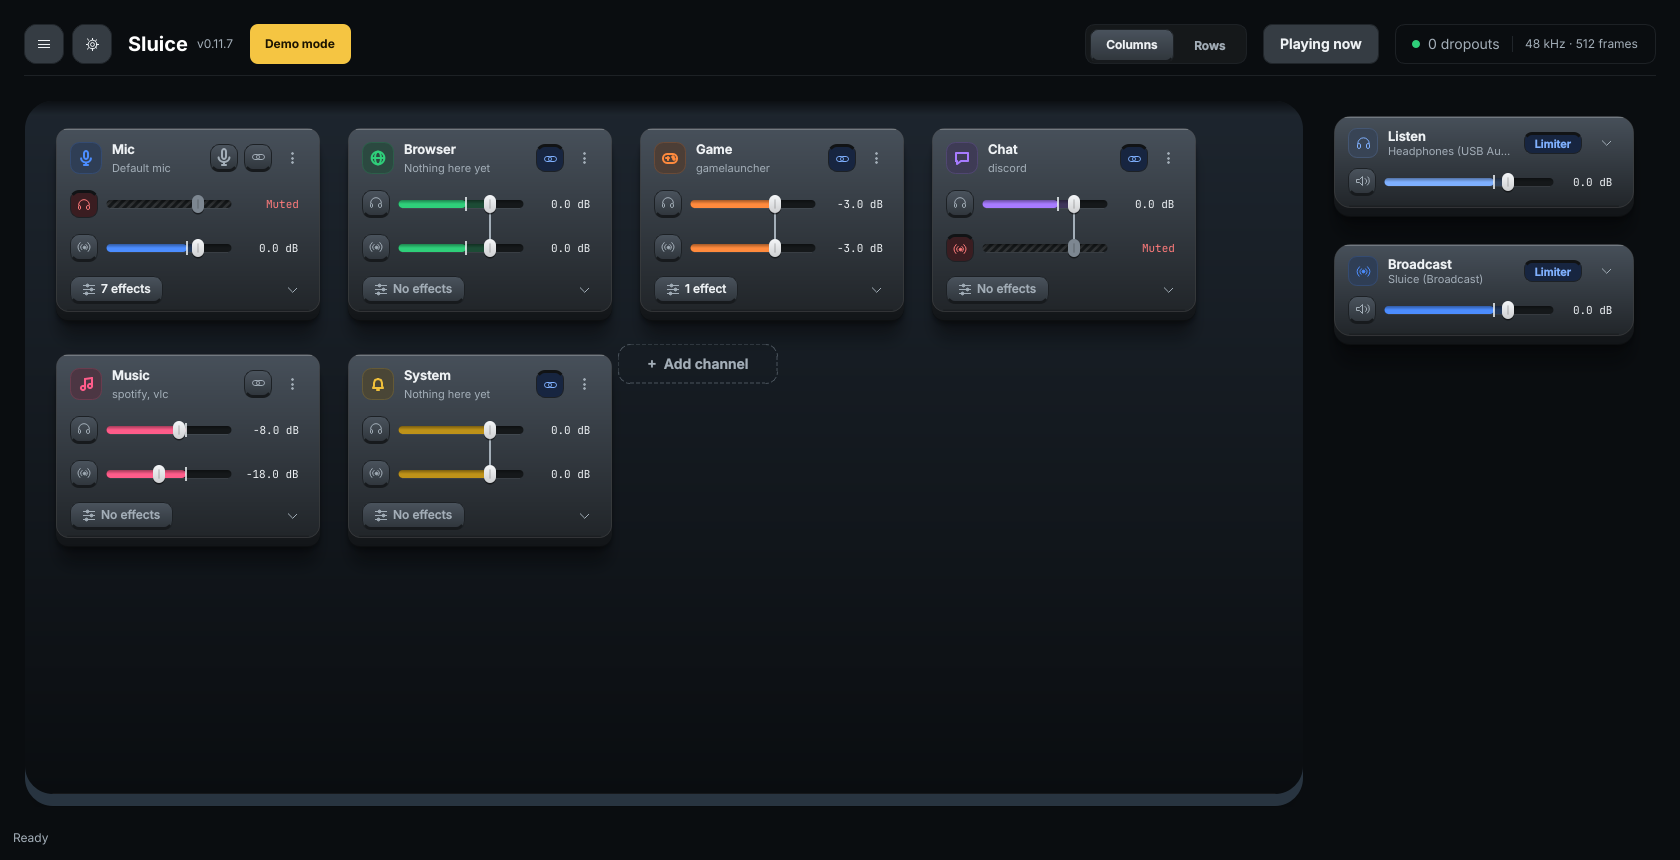 Sluice v0.11.7 Demo mode Columns Rows Playing now 0 dropouts 48 kHz · 512 frames
Mic
Default mic
Muted
0.0 dB
7 effects
Browser
Nothing here yet
0.0 dB
0.0 dB
No effects
Game
gamelauncher
-3.0 dB
-3.0 dB
1 effect
Chat
discord
0.0 dB
Muted
No effects
Music
spotify, vlc
-8.0 dB
-18.0 dB
No effects
System
Nothing here yet
0.0 dB
0.0 dB
No effects
+ Add channel
Listen
Headphones (USB Au...
Limiter
0.0 dB
Broadcast
Sluice (Broadcast)
Limiter
0.0 dB
Ready